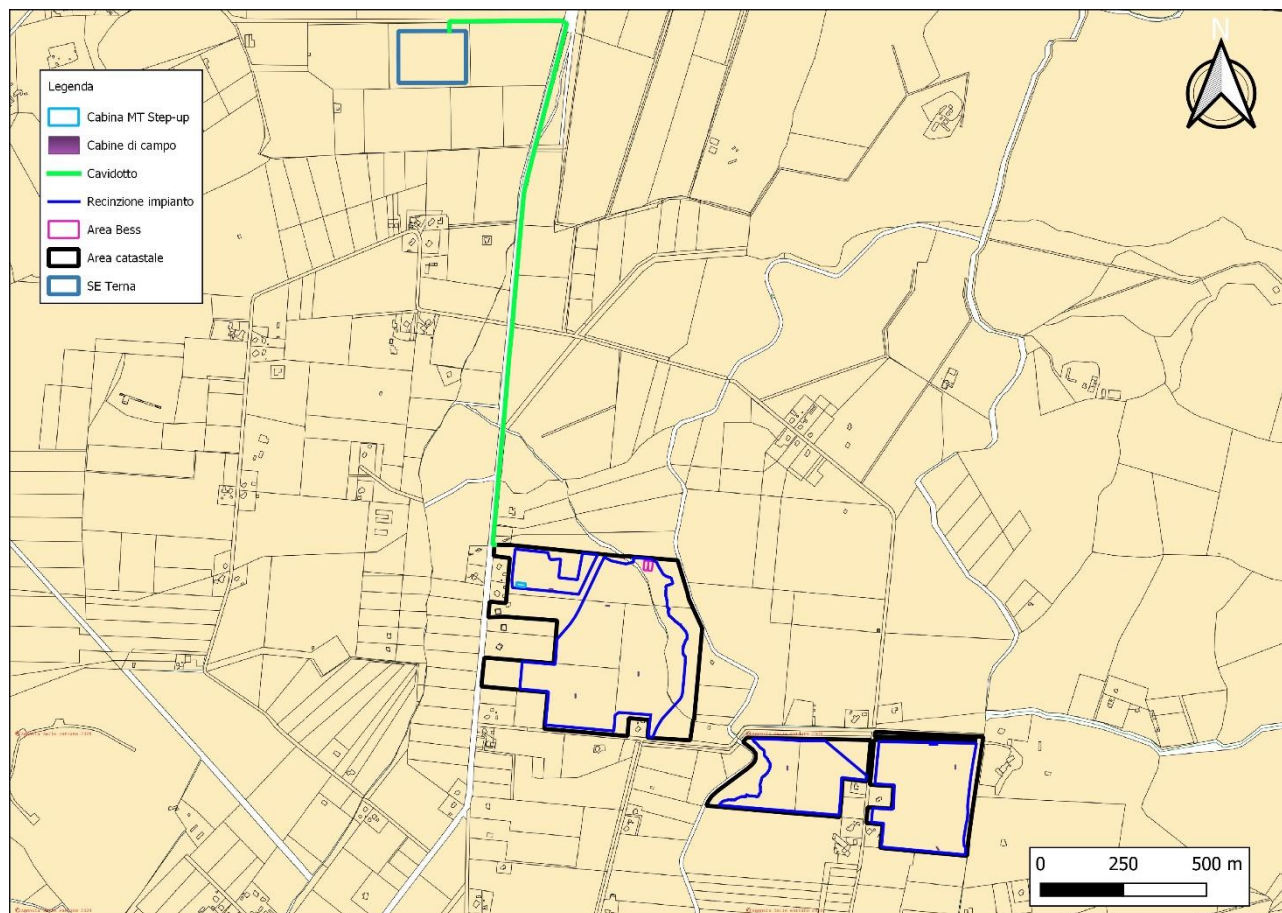 N
Legenda
Cabina MT Step-up
Cabine di campo
Cavidotto
Recinzione impianto
Area Bess
Area catastale
SE Terna
0 250 500 m